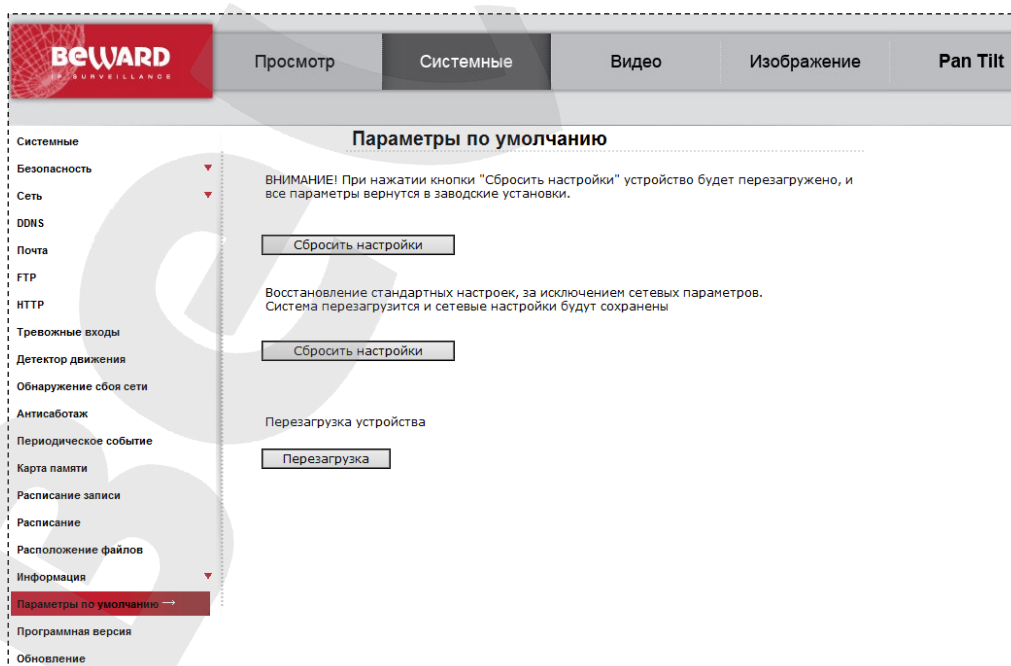 BEWARD
IP SURVEILLANCE
Просмотр
Системные
Видео
Изображение
Pan Tilt
Системные
Безопасность
Сеть
DDNS
Почта
FTP
HTTP
Тревожные входы
Детектор движения
Обнаружение сбоя сети
Антисаботаж
Периодическое событие
Карта памяти
Расписание записи
Расписание
Расположение файлов
Информация
Параметры по умолчанию →
Программная версия
Обновление
Параметры по умолчанию
ВНИМАНИЕ! При нажатии кнопки "Сбросить настройки" устройство будет перезагружено, и
все параметры вернутся в заводские установки.
Сбросить настройки
Восстановление стандартных настроек, за исключением сетевых параметров.
Система перезагрузится и сетевые настройки будут сохранены
Сбросить настройки
Перезагрузка устройства
Перезагрузка